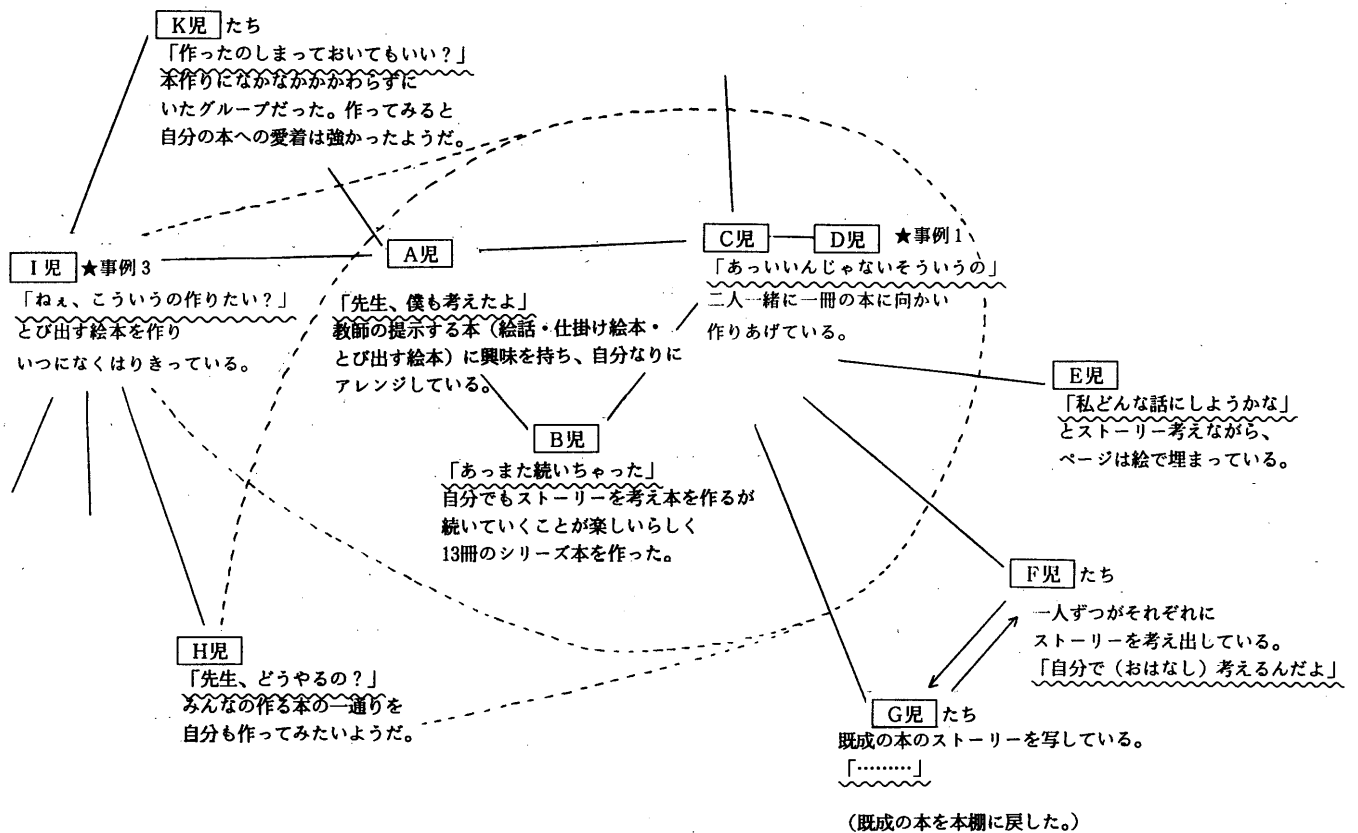 K児 たち
「作ったのしまっておいてもいい？」
本作りになかなかかかわらずに
いたグループだった。作ってみると
自分の本への愛着は強かったようだ。
I児 ★事例3
「ねぇ、こういうの作りたい？」
とび出す絵本を作り
いつになくはりきっている。
A児
「先生、僕も考えたよ」
教師の提示する本（絵話・仕掛け絵本・
とび出す絵本）に興味を持ち、自分なりに
アレンジしている。
C児 D児 ★事例1
「あっいいんじゃないそういうの」
二人一緒に一冊の本に向かい
作りあげている。
B児
「あっまた続いちゃった」
自分でもストーリーを考え本を作るが
続いていくことが楽しいらしく
13冊のシリーズ本を作った。
E児
「私どんな話にしようかな」
とストーリー考えながら、
ページは絵で埋まっている。
F児 たち
一人ずつがそれぞれに
ストーリーを考え出している。
「自分で（おはなし）考えるんだよ」
H児
「先生、どうやるの？」
みんなの作る本の一通りを
自分も作ってみたいようだ。
G児 たち
既成の本のストーリーを写している。
「………」
（既成の本を本棚に戻した。）